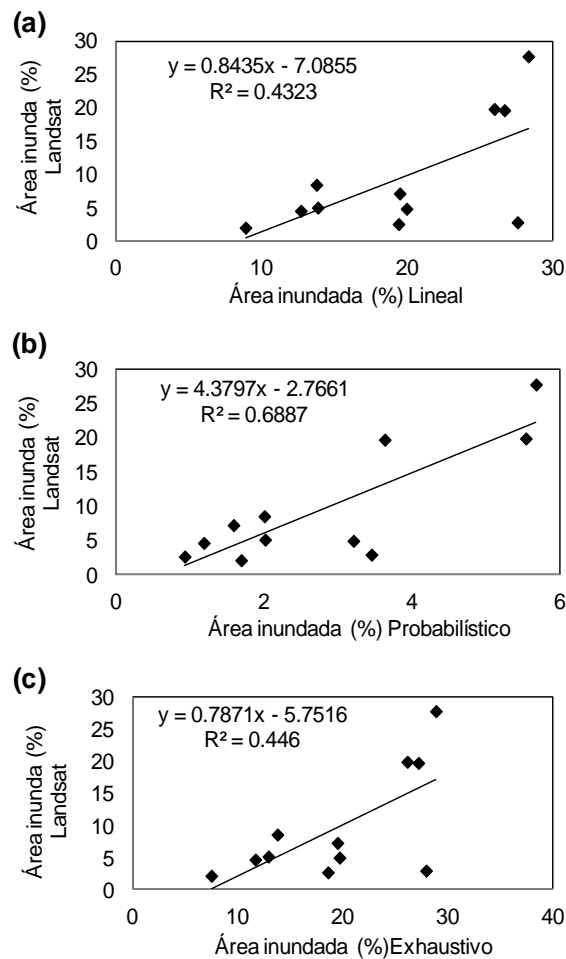 (a)
30
25
20
15
10
5
0
Área inunda (%)
Landsat
y = 0.8435x - 7.0855
R² = 0.4323
0 10 20 30
Área inundada (%) Lineal
(b)
30
25
20
15
10
5
0
Área inunda (%)
Landsat
y = 4.3797x - 2.7661
R² = 0.6887
0 2 4 6
Área inundada (%) Probabilístico
(c)
30
25
20
15
10
5
0
Área inunda (%)
Landsat
y = 0.7871x - 5.7516
R² = 0.446
0 10 20 30 40
Área inundada (%)Exhaustivo